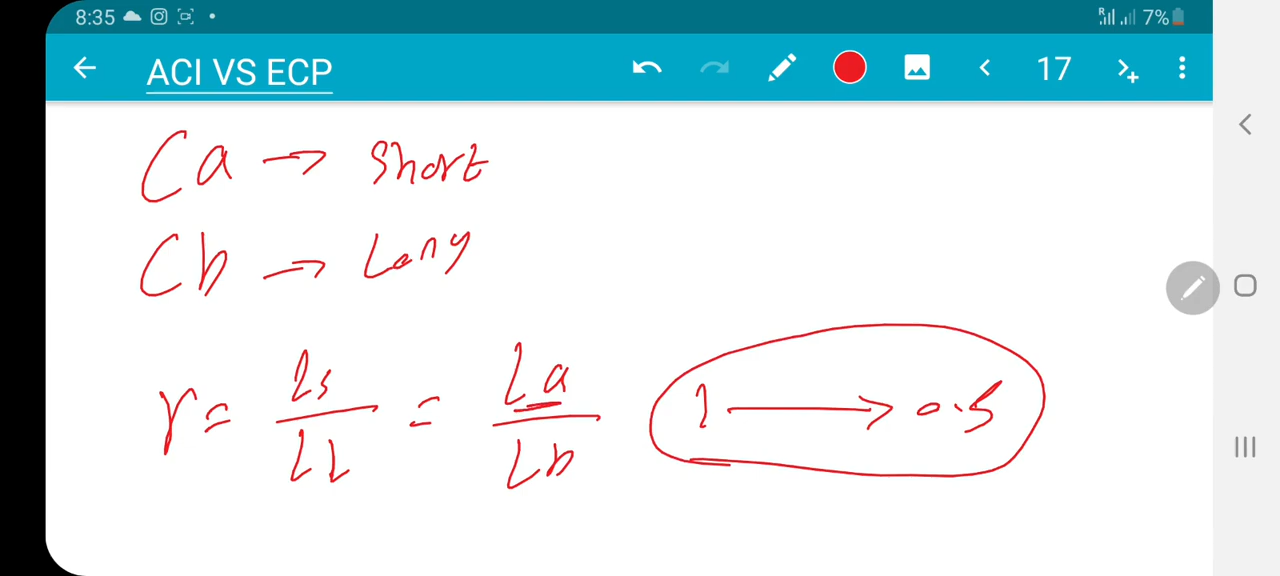 8:35 R 7%
ACI VS ECP 17
Ca → short
Cb → Long
r = Ls/LL = La/Lb 1 → 0.5